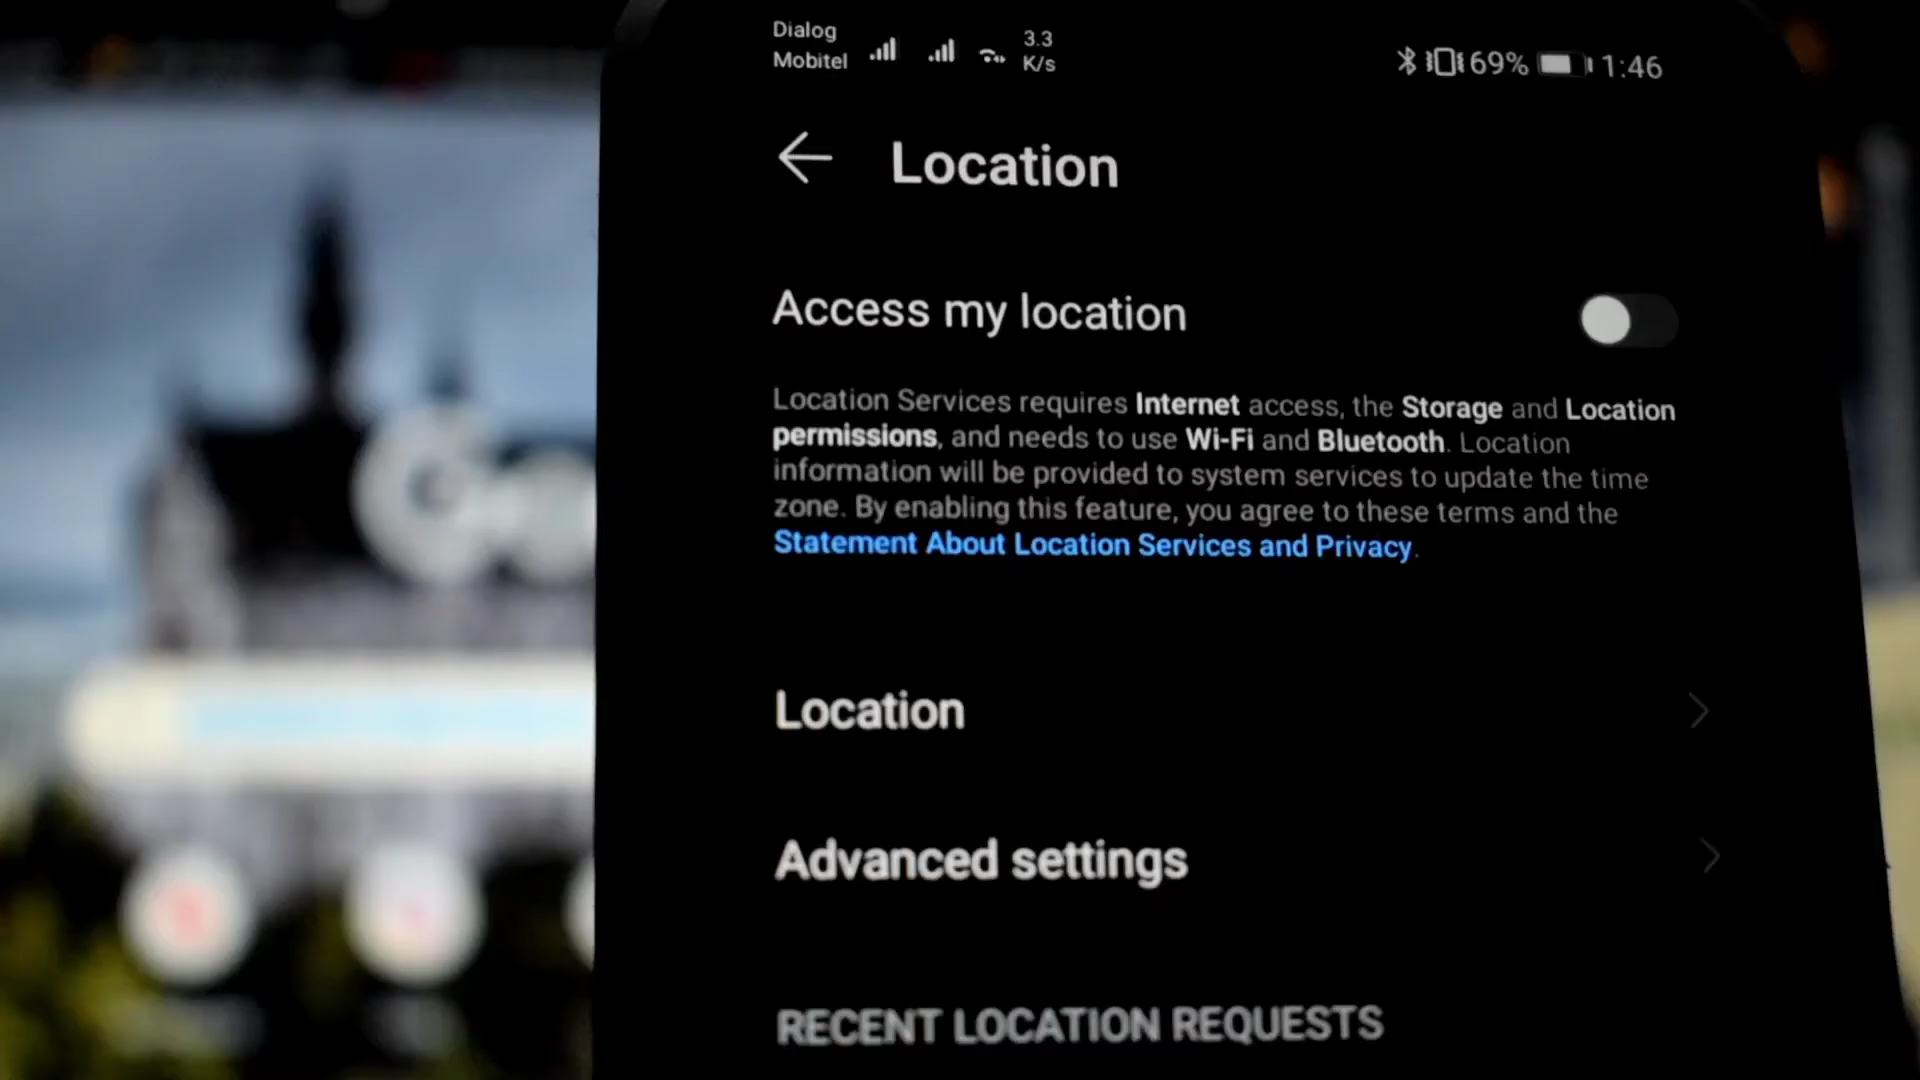 Dialog
Mobitel
3.3
K/s
69%
1:46
Location
Access my location
Location Services requires Internet access, the Storage and Location
permissions, and needs to use Wi-Fi and Bluetooth. Location
information will be provided to system services to update the time
zone. By enabling this feature, you agree to these terms and the
Statement About Location Services and Privacy.
Location
Advanced settings
RECENT LOCATION REQUESTS